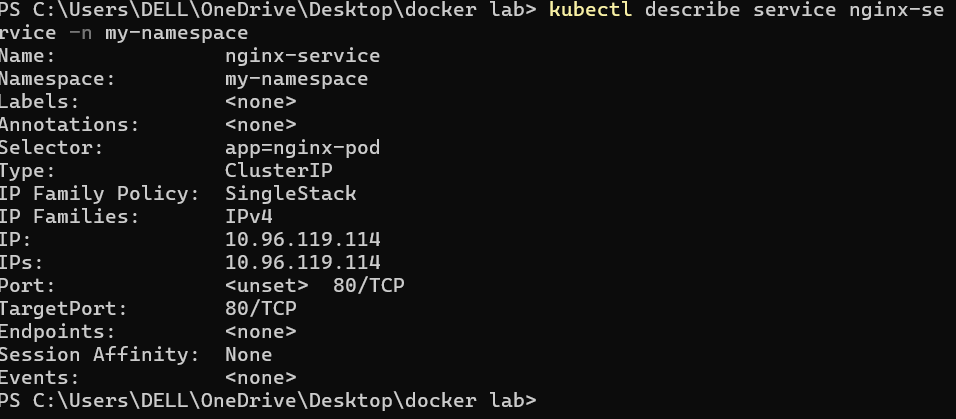 PS C:\Users\DELL\OneDrive\Desktop\docker lab> kubectl describe service nginx-se
rvice -n my-namespace
Name:              nginx-service
Namespace:         my-namespace
Labels:            <none>
Annotations:       <none>
Selector:          app=nginx-pod
Type:              ClusterIP
IP Family Policy:  SingleStack
IP Families:       IPv4
IP:                10.96.119.114
IPs:               10.96.119.114
Port:              <unset>  80/TCP
TargetPort:        80/TCP
Endpoints:         <none>
Session Affinity:  None
Events:            <none>
PS C:\Users\DELL\OneDrive\Desktop\docker lab>